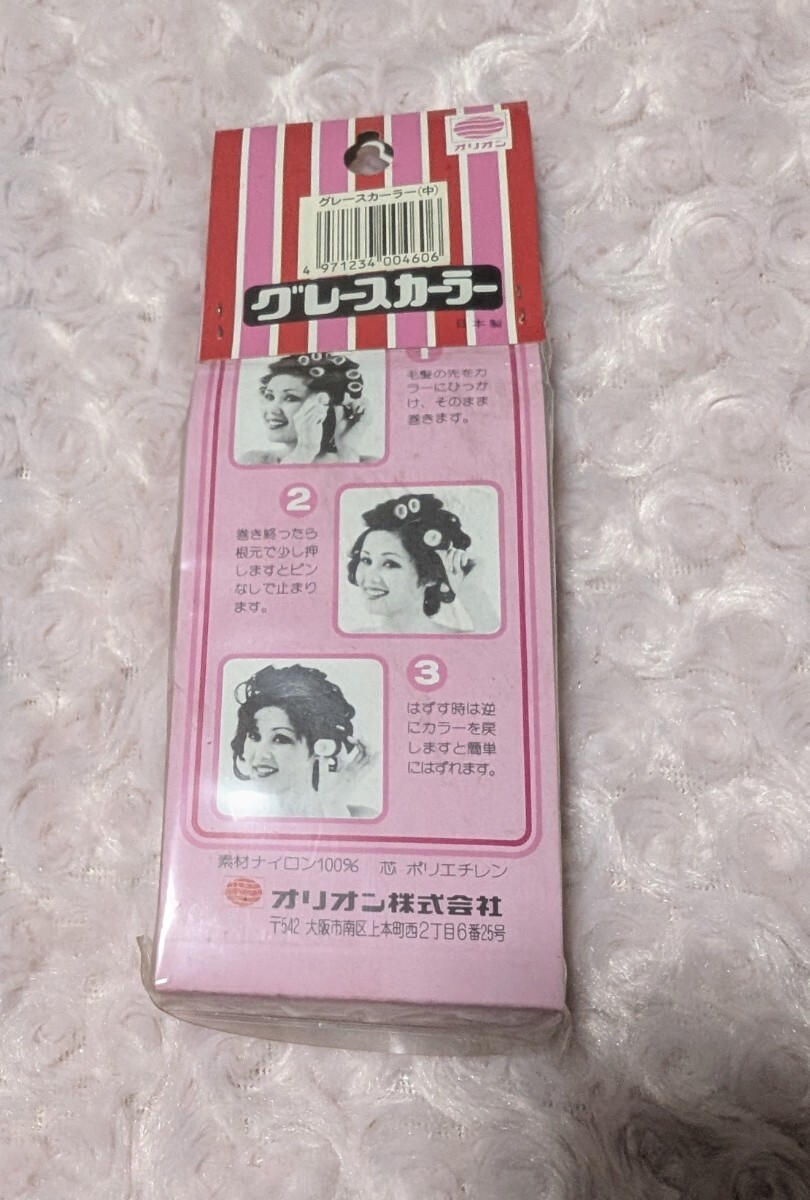 オリオン
グレースカーラー(中)
4 971234 004606
グレースカーラー
日本製
1
毛髪の先をカ
ラーにひっか
け、そのまま
巻きます。
2
巻き終ったら
根元で少し押
しますとピン
なしで止まり
ます。
3
はずす時は逆
にカーラーを戻
しますと簡単
にはずれます。
素材ナイロン100% 芯 ポリエチレン
オリオン株式会社
〒542 大阪市南区上本町西2丁目6番25号